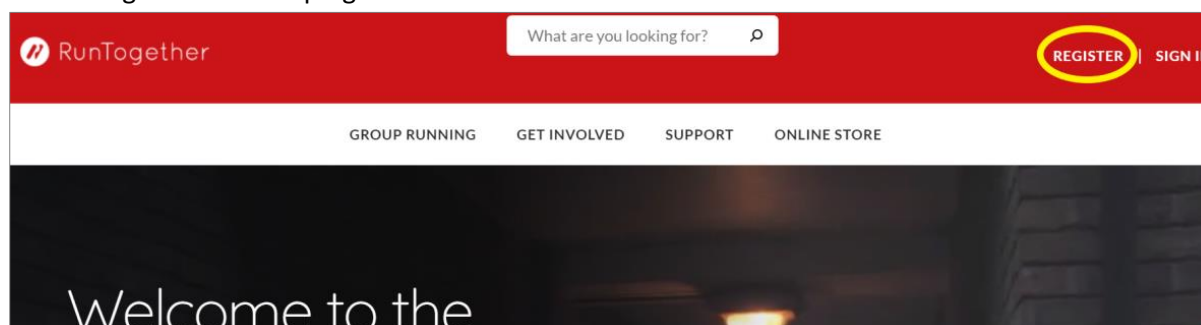 RunTogether
What are you looking for?
REGISTER | SIGN I
GROUP RUNNING GET INVOLVED SUPPORT ONLINE STORE
Welcome to the